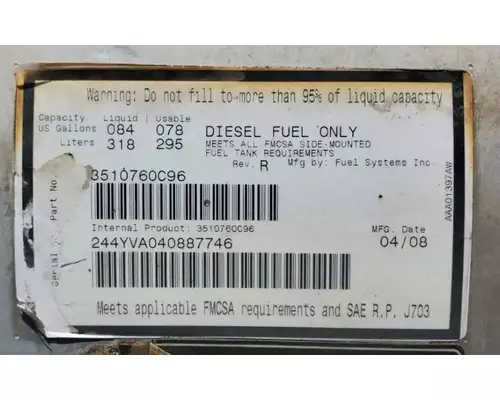 Warning: Do not fill to more than 95% of liquid capacity
Capacity Liquid | Usable
US Gallons 084 078 DIESEL FUEL ONLY
Liters 318 295 MEETS ALL FMCSA SIDE-MOUNTED
FUEL TANK REQUIREMENTS
Rev. R Mfg by: Fuel Systems Inc
Part No.
3510760C96
Internal Product: 3510760C96
Serial
244YVA040887746
MFG. Date
04/08
AAA01397AW
Meets applicable FMCSA requirements and SAE R.P. J703